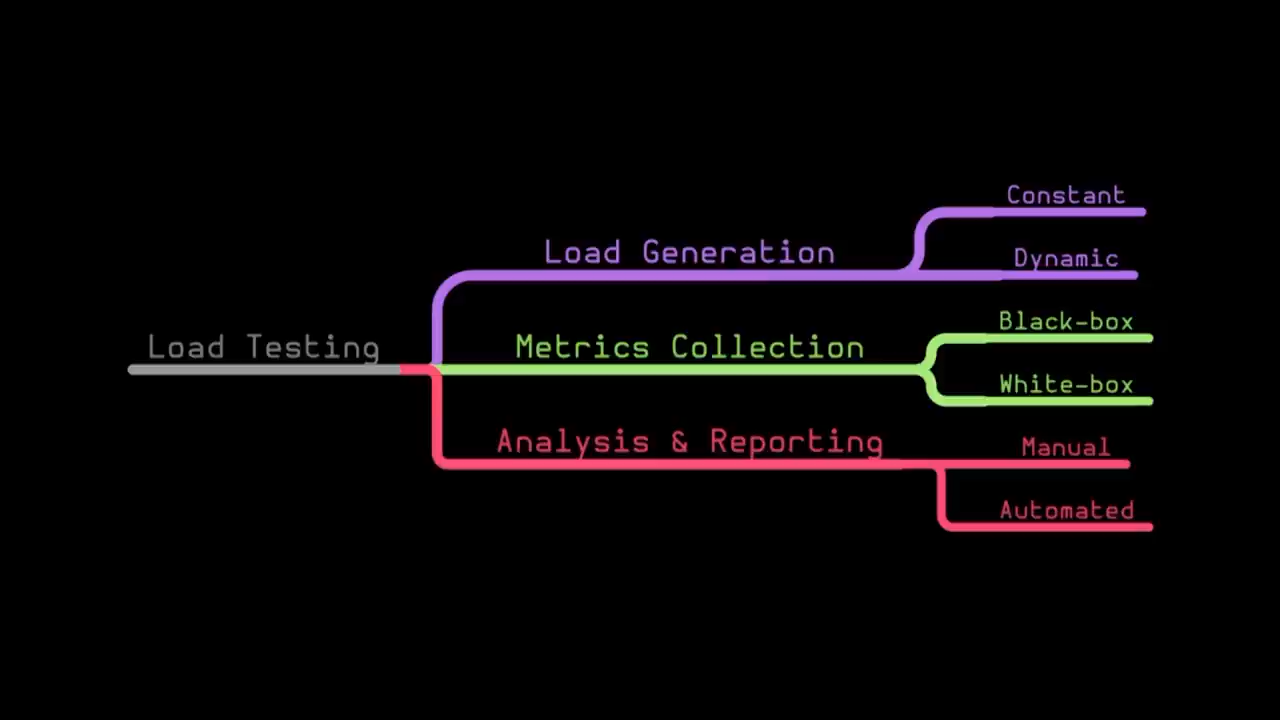 Load Testing
Load Generation
Constant
Dynamic
Metrics Collection
Black-box
White-box
Analysis & Reporting
Manual
Automated